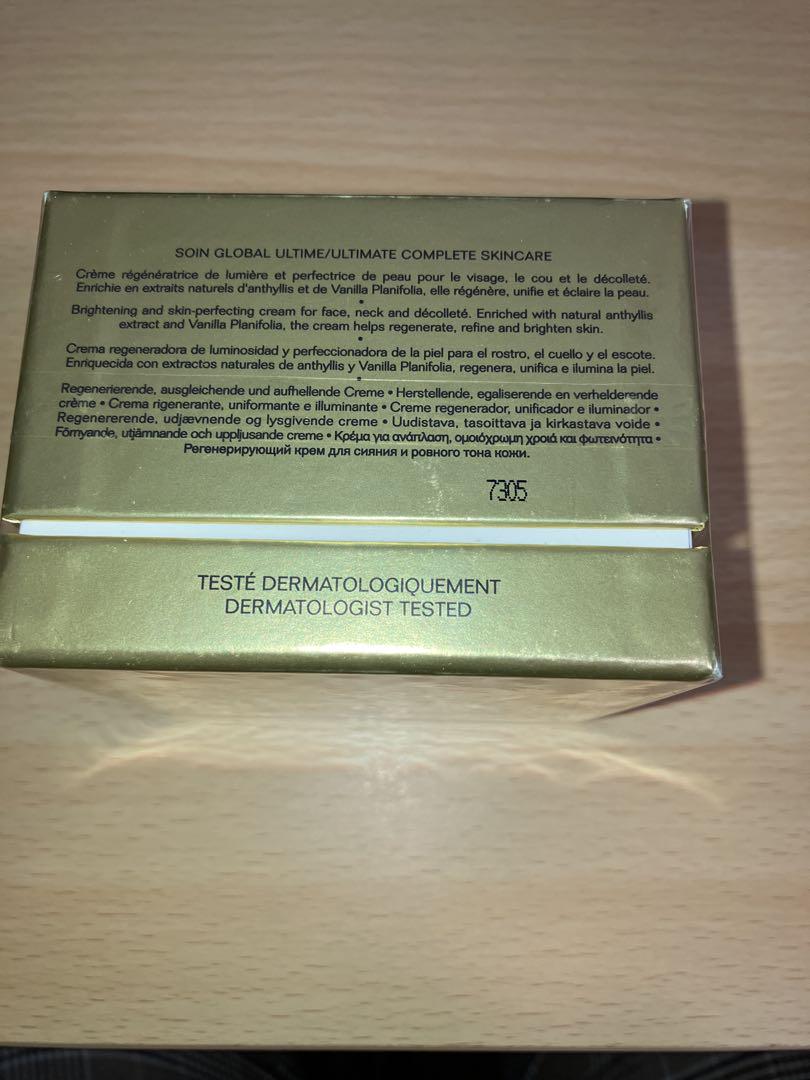 SOIN GLOBAL ULTIME/ULTIMATE COMPLETE SKINCARE
Crème régénératrice de lumière et perfectrice de peau pour le visage, le cou et le décolleté.
Enrichie en extraits naturels d'anthyllis et de Vanilla Planifolia, elle régénère, unifie et éclaire la peau.
•
Brightening and skin-perfecting cream for face, neck and décolleté. Enriched with natural anthyllis
extract and Vanilla Planifolia, the cream helps regenerate, refine and brighten skin.
•
Crema regeneradora de luminosidad y perfeccionadora de la piel para el rostro, el cuello y el escote.
Enriquecida con extractos naturales de anthyllis y Vanilla Planifolia, regenera, unifica e ilumina la piel.
•
Regenerierende, ausgleichende und aufhellende Creme • Herstellende, egaliserende en verhelderende
crème • Crema rigenerante, uniformante e illuminante • Creme regenerador, unificador e iluminador •
Regenererende, udjævnende og lysgivende creme • Uudistava, tasoittava ja kirkastava voide •
Förnyande, utjämnande och uppljusande creme • Κρέμα για ανάπλαση, ομοιόχρωμη χροιά και φωτεινότητα •
Регенерирующий крем для сияния и ровного тона кожи.
7305
TESTÉ DERMATOLOGIQUEMENT
DERMATOLOGIST TESTED